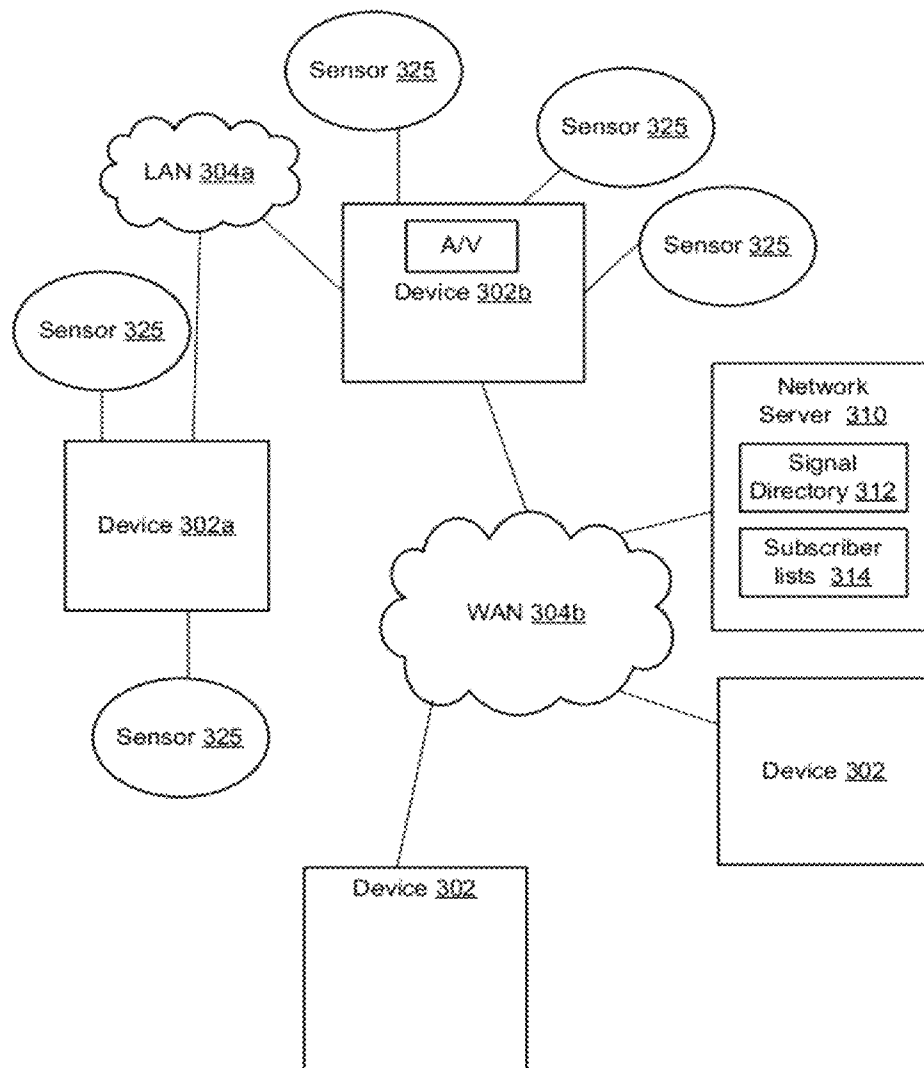 Sensor 325
Sensor 325
LAN 304a
A/V
Sensor 325
Device 302b
Sensor 325
Network
Server 310
Signal
Directory 312
Device 302a
Subscriber
lists 314
WAN 304b
Sensor 325
Device 302
Device 302